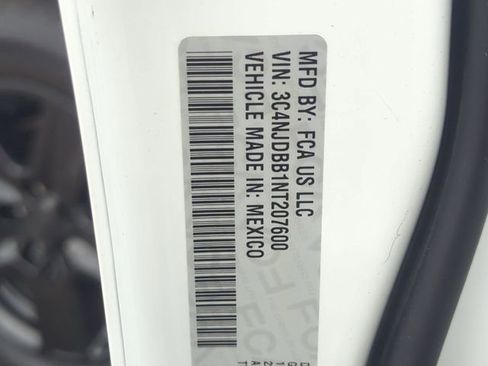 MFD BY: FCA US LLC
VIN: 3C4NJDBB1NT207600
VEHICLE MADE IN: MEXICO